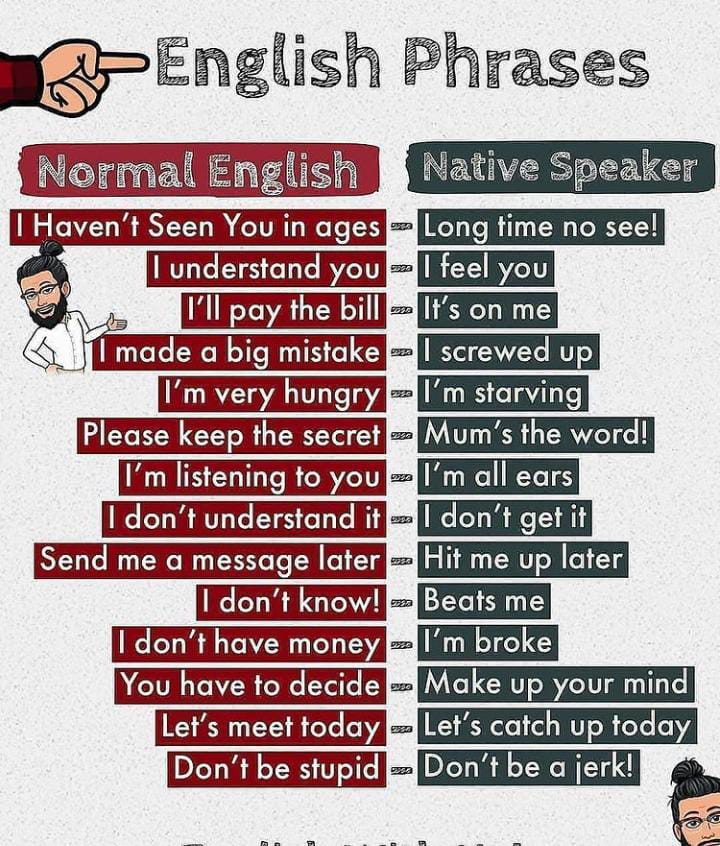 English Phrases
Normal English Native Speaker
I Haven't Seen You in ages - Long time no see!
I understand you - I feel you
I'll pay the bill - It's on me
I made a big mistake - I screwed up
I'm very hungry - I'm starving
Please keep the secret - Mum's the word!
I'm listening to you - I'm all ears
I don't understand it - I don't get it
Send me a message later - Hit me up later
I don't know! - Beats me
I don't have money - I'm broke
You have to decide - Make up your mind
Let's meet today - Let's catch up today
Don't be stupid - Don't be a jerk!